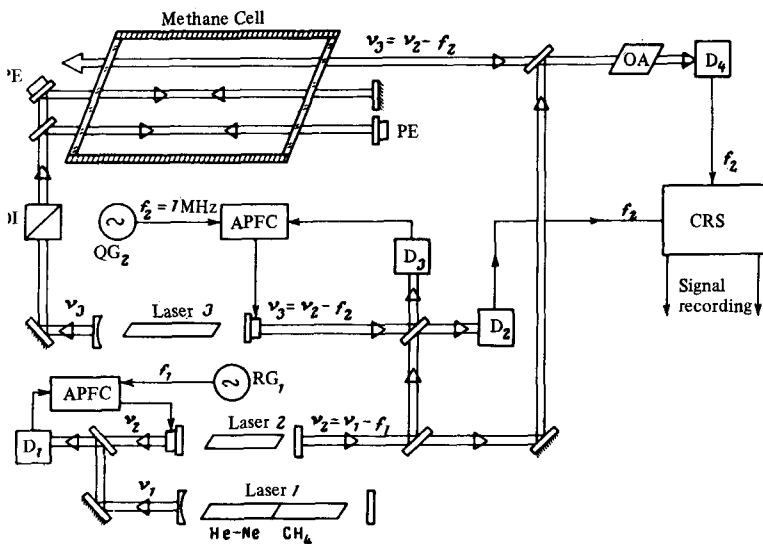 Methane Cell
ν₃ = ν₂ – f₂
PE
OA
D₄
PE
f₂
f₂ = 1 MHz
APFC
f₂
CRS
QG₂
D₃
Signal
recording
ν₃
Laser 3
ν₃ = ν₂ – f₂
D₂
f₁
RG₁
APFC
ν₂
Laser 2
ν₂ = ν₁ – f₁
D₁
ν₁
Laser 1
He-Ne CH₄